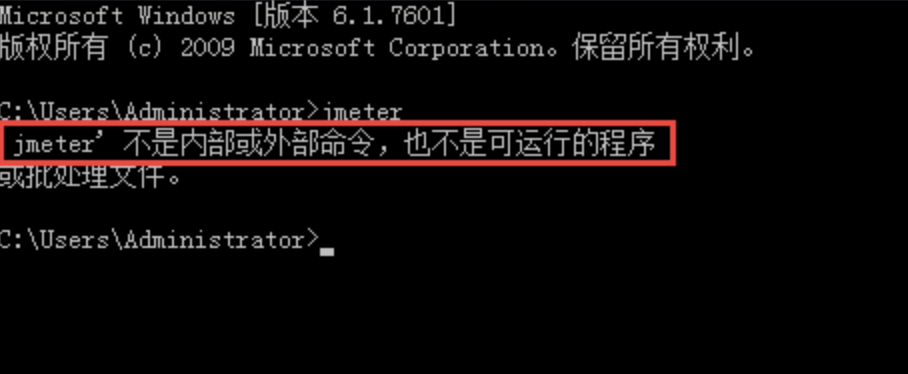 Microsoft Windows [版本 6.1.7601]
版权所有 (c) 2009 Microsoft Corporation。保留所有权利。
C:\Users\Administrator>jmeter
jmeter’ 不是内部或外部命令，也不是可运行的程序
或批处理文件。
C:\Users\Administrator>